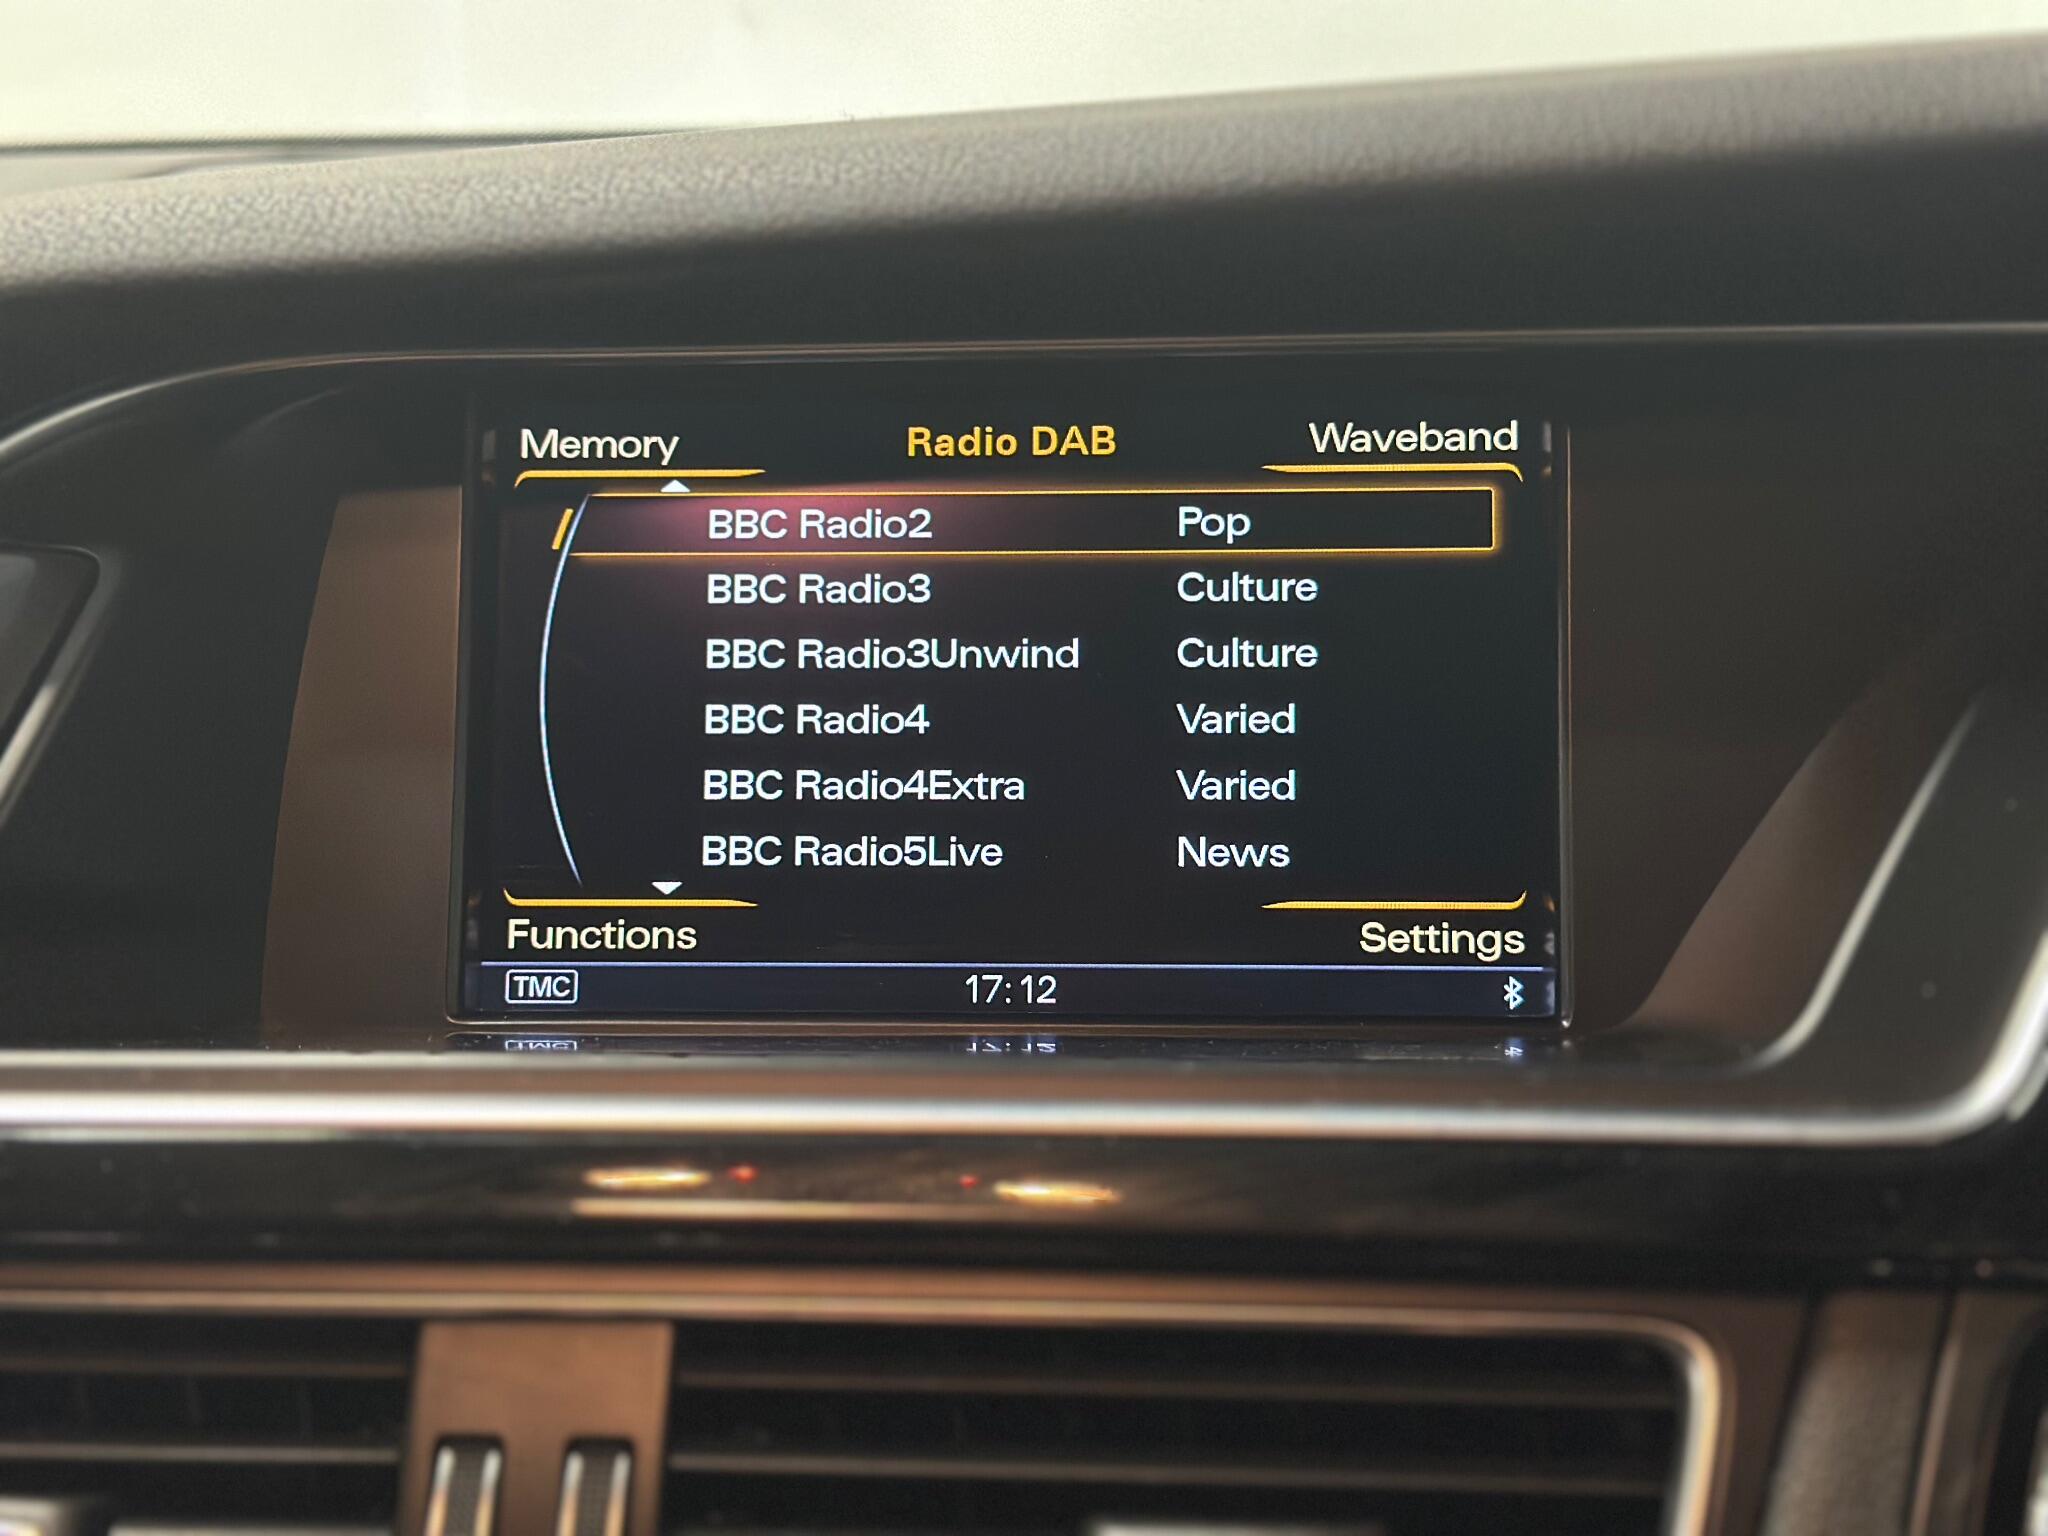 Memory Radio DAB Waveband
BBC Radio2 Pop
BBC Radio3 Culture
BBC Radio3Unwind Culture
BBC Radio4 Varied
BBC Radio4Extra Varied
BBC Radio5Live News
Functions Settings
TMC 17:12